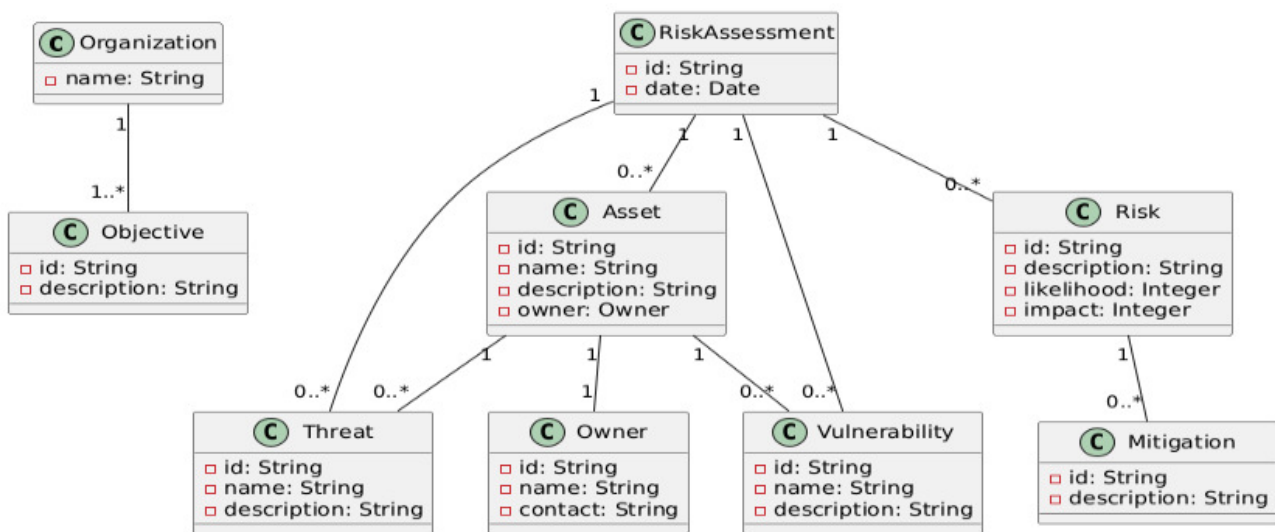 C Organization
name: String
1
1..*
C Objective
id: String
description: String
C RiskAssessment
id: String
date: Date
1
1
1
1
0..*
0..*
0..*
0..*
C Asset
id: String
name: String
description: String
owner: Owner
1
1
1
0..*
1
0..*
C Risk
id: String
description: String
likelihood: Integer
impact: Integer
1
0..*
C Threat
id: String
name: String
description: String
C Owner
id: String
name: String
contact: String
C Vulnerability
id: String
name: String
description: String
C Mitigation
id: String
description: String